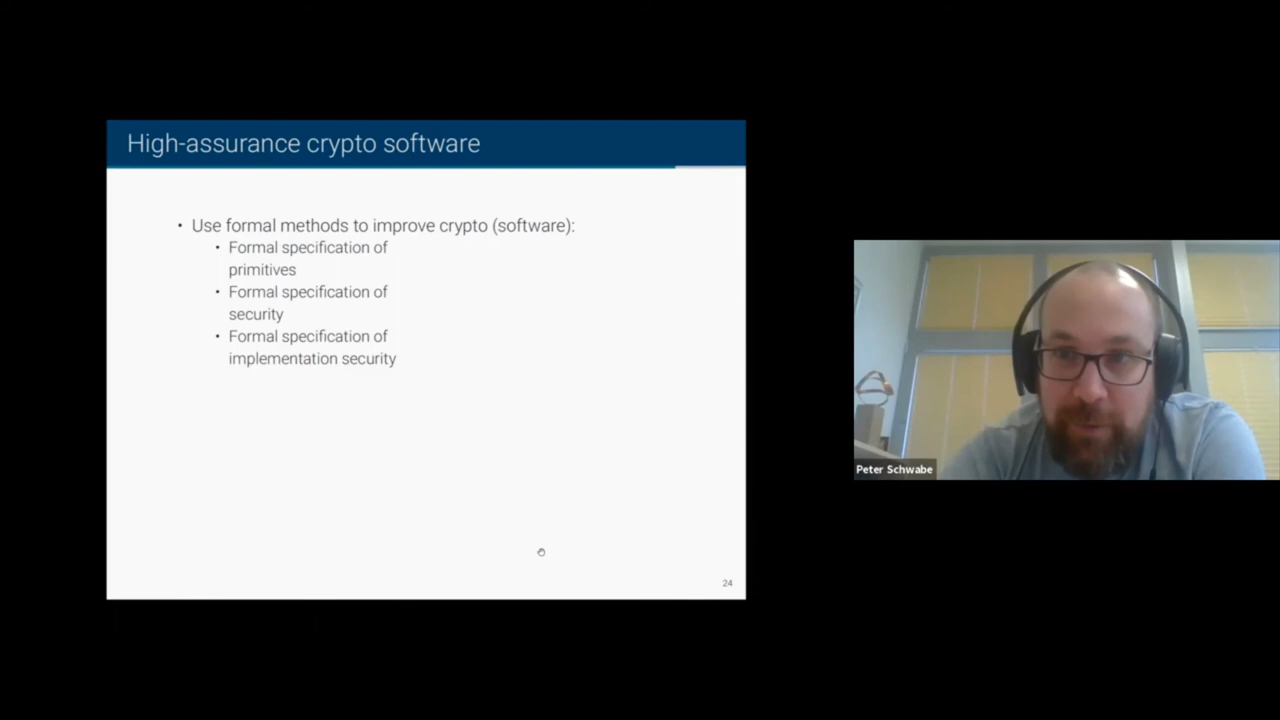 High-assurance crypto software
• Use formal methods to improve crypto (software):
• Formal specification of
primitives
• Formal specification of
security
• Formal specification of
implementation security
24
Peter Schwabe